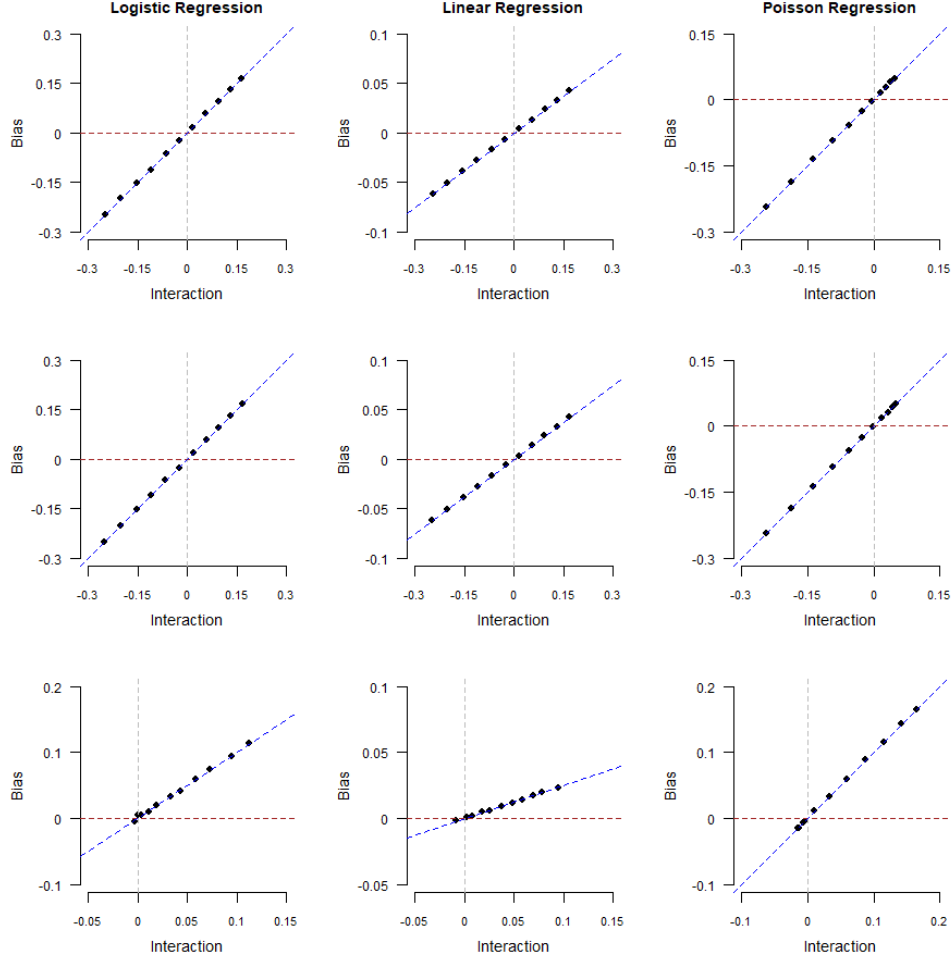 Logistic Regression
Linear Regression
Poisson Regression
0.3
0.15
0
-0.15
-0.3
Bias
-0.3 -0.15 0 0.15 0.3
Interaction
0.1
0.05
0
-0.05
-0.1
Bias
-0.3 -0.15 0 0.15 0.3
Interaction
0.15
0
-0.15
-0.3
Bias
-0.3 -0.15 0 0.15
Interaction
0.3
0.15
0
-0.15
-0.3
Bias
-0.3 -0.15 0 0.15 0.3
Interaction
0.1
0.05
0
-0.05
-0.1
Bias
-0.3 -0.15 0 0.15 0.3
Interaction
0.15
0
-0.15
-0.3
Bias
-0.3 -0.15 0 0.15
Interaction
0.2
0.1
0
-0.1
Bias
-0.05 0 0.05 0.1 0.15
Interaction
0.1
0.05
0
-0.05
Bias
-0.05 0 0.05 0.1 0.15
Interaction
0.2
0.1
0
-0.1
Bias
-0.1 0 0.1 0.2
Interaction